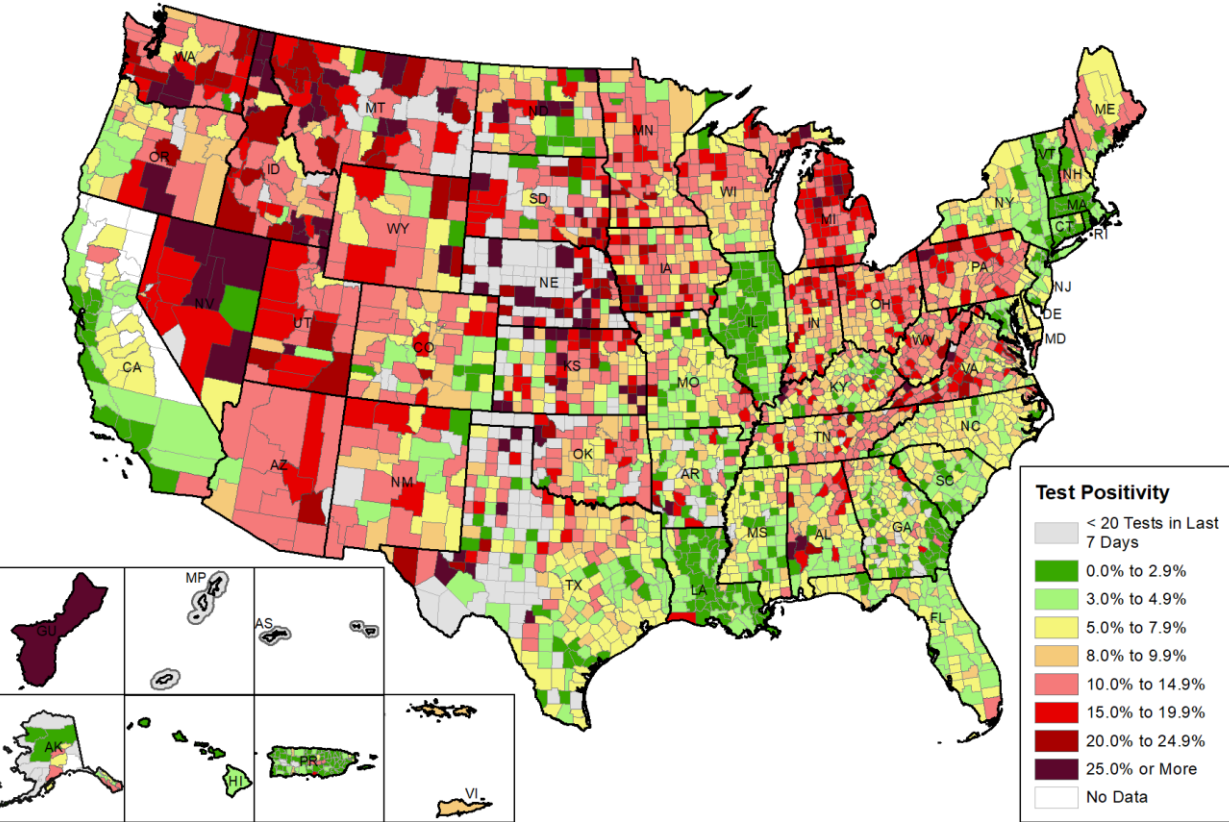 WA
MT
ND
MN
ME
OR
ID
SD
WI
VT
NH
NY
MA
CT
RI
WY
MI
IA
PA
NE
NJ
NV
UT
CO
IL
IN
OH
DE
MD
CA
KS
MO
WV
VA
KY
NC
AZ
NM
OK
TN
AR
SC
MS
AL
GA
TX
LA
FL
GU
MP
AS
AK
HI
PR
VI
Test Positivity
< 20 Tests in Last
7 Days
0.0% to 2.9%
3.0% to 4.9%
5.0% to 7.9%
8.0% to 9.9%
10.0% to 14.9%
15.0% to 19.9%
20.0% to 24.9%
25.0% or More
No Data